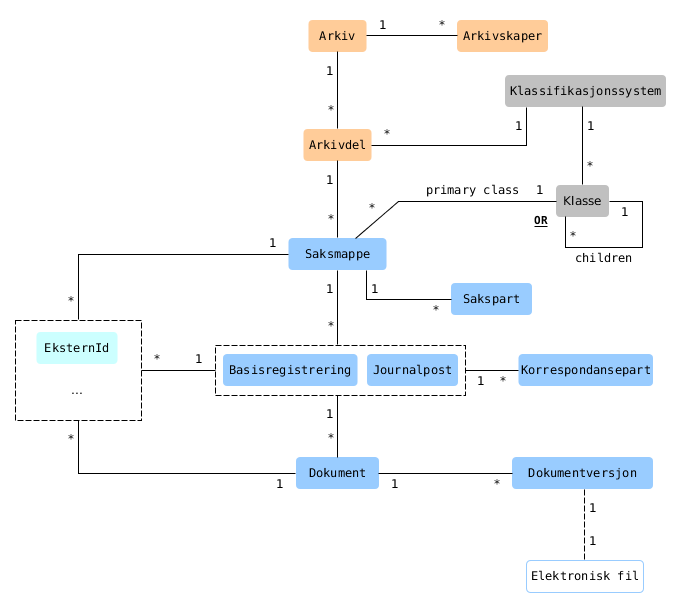 Arkiv
1
*
Arkivskaper
1
*
Klassifikasjonssystem
Arkivdel
*
1
1
*
1
*
*
primary class
1
Klasse
1
OR
*
children
1
Saksmappe
*
1
1
*
Sakspart
*
EksternId
...
*
1
Basisregistrering
Journalpost
1
*
Korrespondansepart
1
*
*
1
Dokument
1
*
Dokumentversjon
1
1
Elektronisk fil